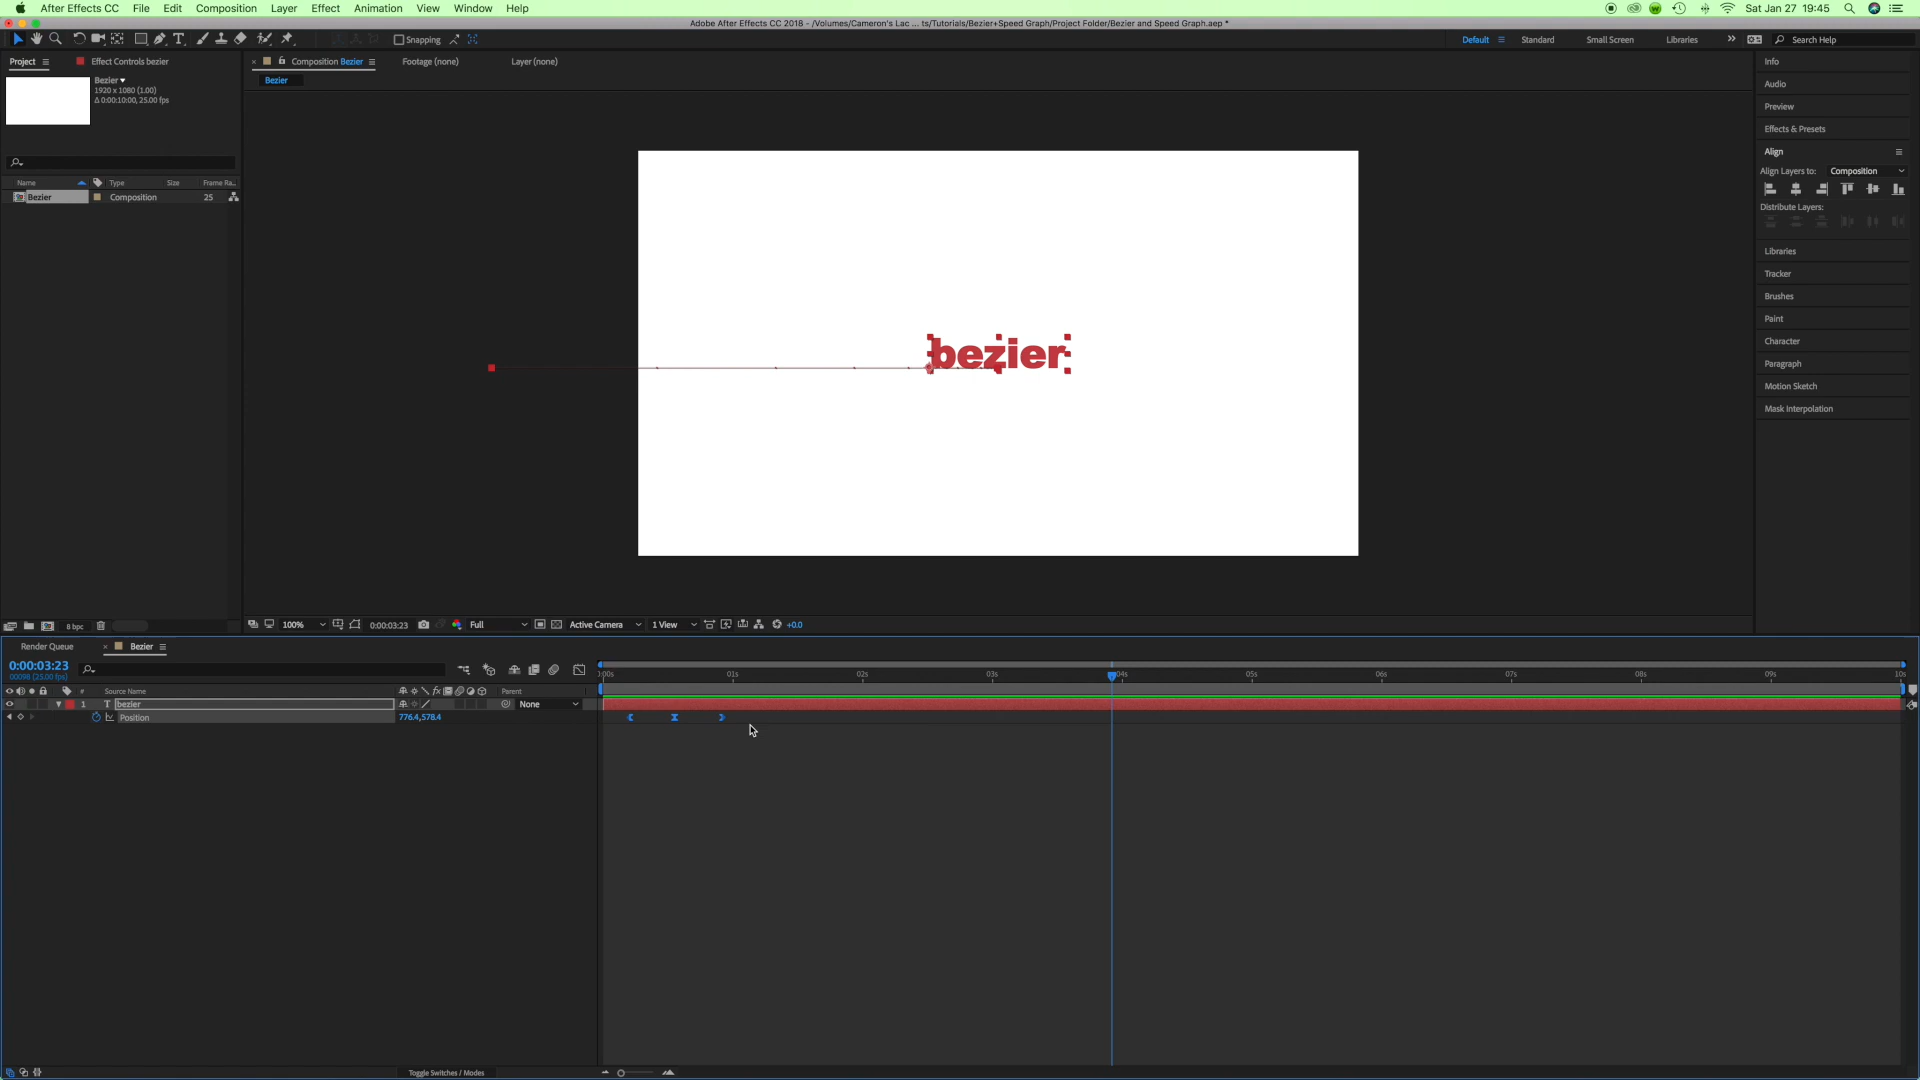 After Effects CC File Edit Composition Layer Effect Animation View Window Help Sat Jan 27 19:45
Adobe After Effects CC 2018 - /Volumes/Cameron's Lac ... ts/Tutorials/Bezier+Speed Graph/Project Folder/Bezier and Speed Graph.aep *
Snapping Default Standard Small Screen Libraries Search Help
Project Effect Controls bezier Composition Bezier Footage (none) Layer (none) Info
Bezier
1920 x 1080 (1.00)
Δ 0:00:10:00, 25.00 fps
Bezier
Audio
Preview
Effects & Presets
Align
Align Layers to: Composition
Distribute Layers:
Libraries
Tracker
Brushes
Paint
Character
Paragraph
Motion Sketch
Mask Interpolation
Name Type Size Frame Ra...
Bezier Composition 25
bezier
8 bpc 100% 0:00:03:23 Full Active Camera 1 View +0.0
Render Queue Bezier
0:00:03:23
00098 (25.00 fps)
):00s 01s 02s 03s 04s 05s 06s 07s 08s 09s 10s
# Source Name fx Parent
1 T bezier None
Position 776.4,578.4
Toggle Switches / Modes